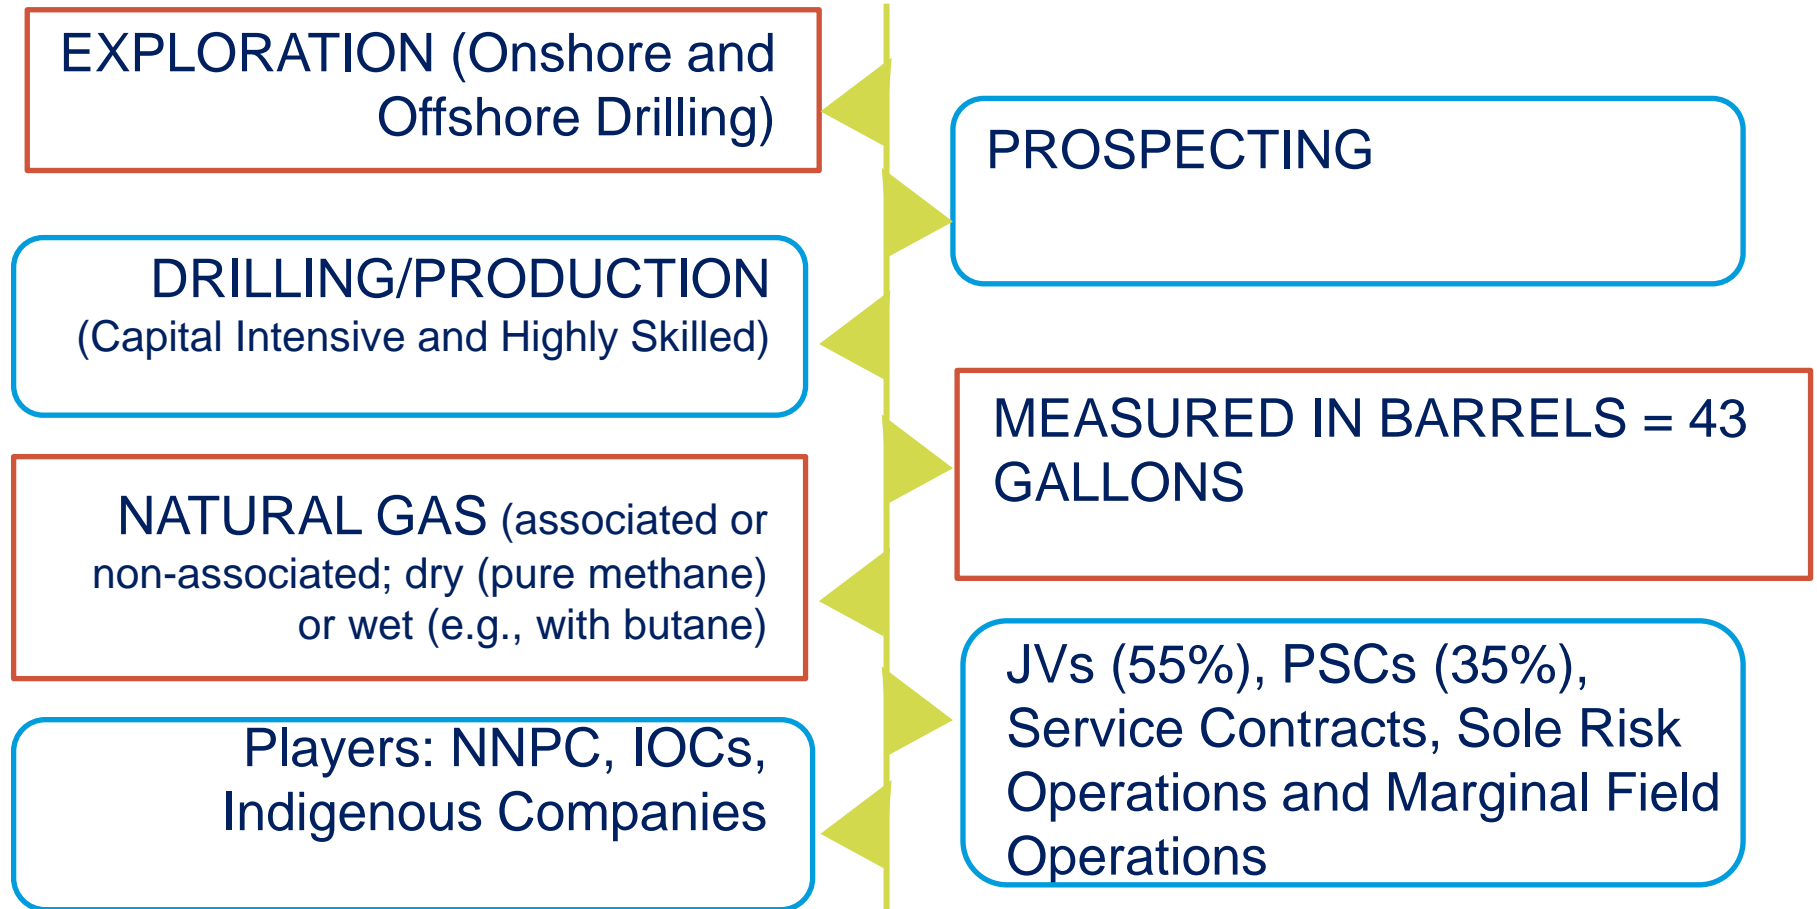 EXPLORATION (Onshore and
Offshore Drilling)
PROSPECTING
DRILLING/PRODUCTION
(Capital Intensive and Highly Skilled)
MEASURED IN BARRELS = 43
GALLONS
NATURAL GAS (associated or
non-associated; dry (pure methane)
or wet (e.g., with butane)
JVs (55%), PSCs (35%),
Service Contracts, Sole Risk
Operations and Marginal Field
Operations
Players: NNPC, IOCs,
Indigenous Companies